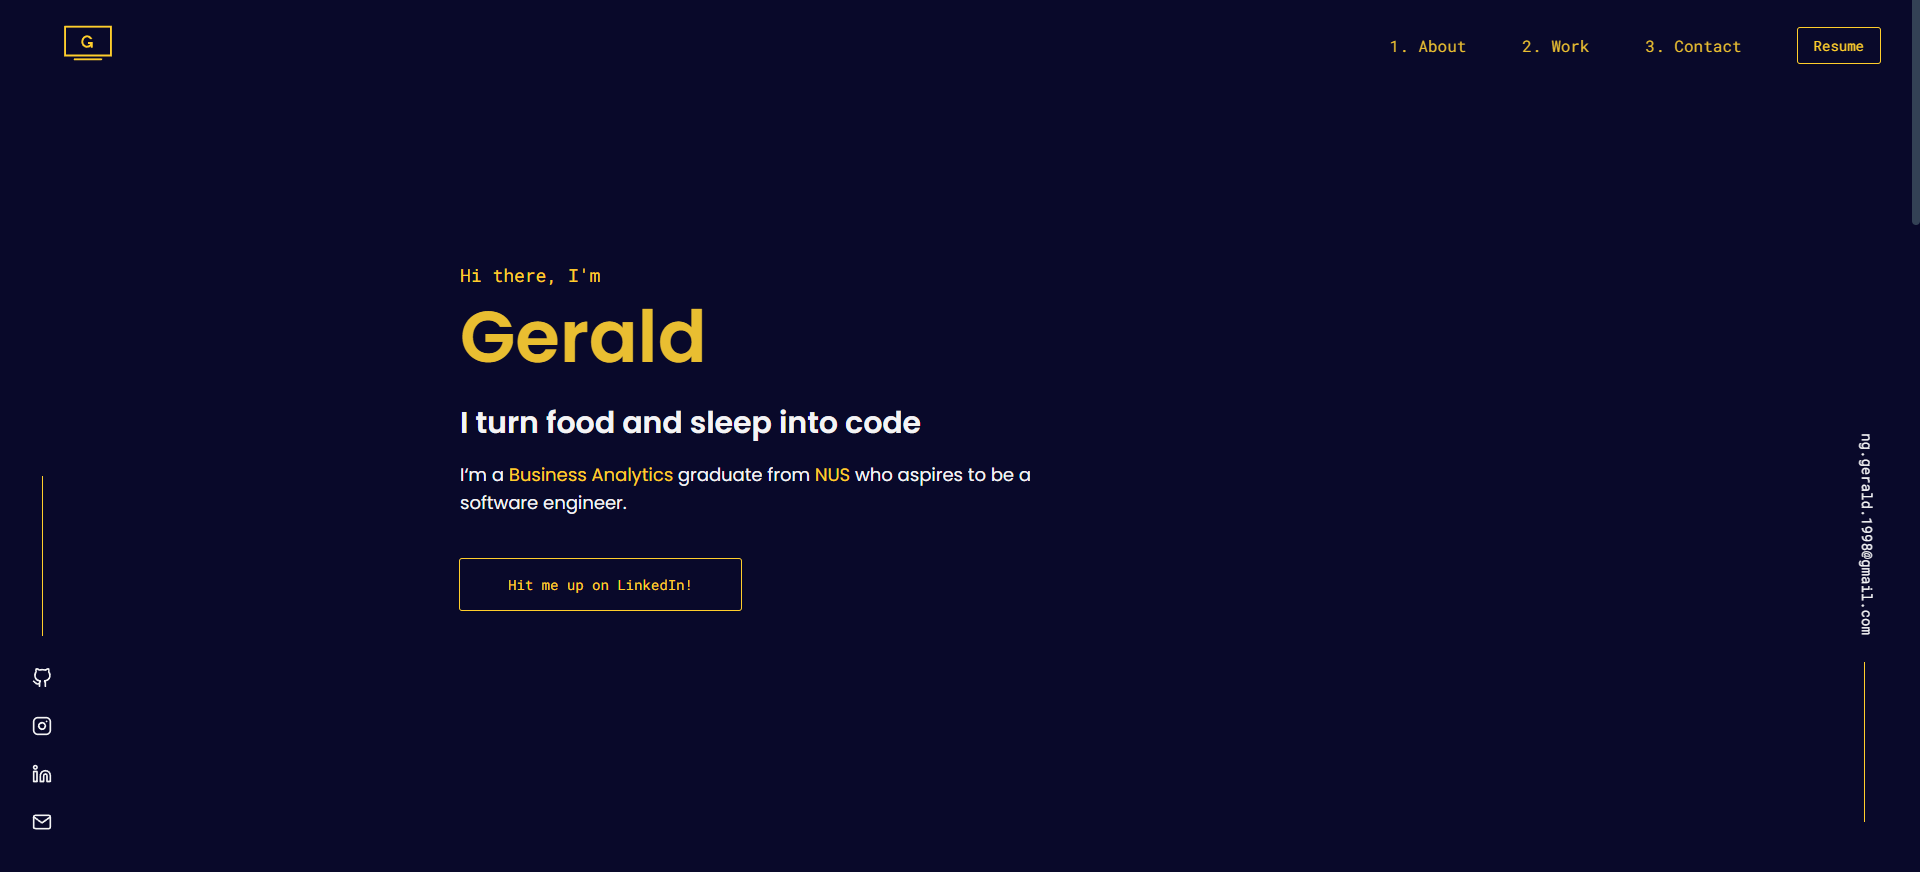 G
1. About
2. Work
3. Contact
Resume
Hi there, I'm
Gerald
I turn food and sleep into code
I’m a Business Analytics graduate from NUS who aspires to be a
software engineer.
Hit me up on LinkedIn!
ng.gerald.1998@gmail.com